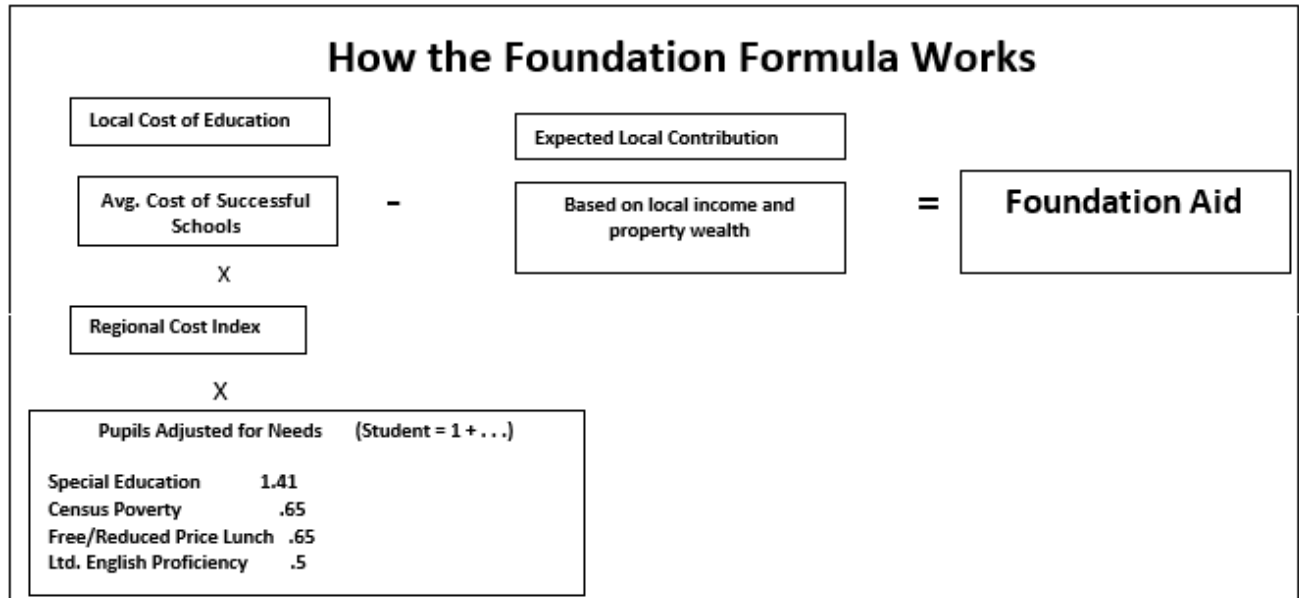 How the Foundation Formula Works
Local Cost of Education
Expected Local Contribution
Avg. Cost of Successful
Schools
-
Based on local income and
property wealth
=
Foundation Aid
X
Regional Cost Index
X
Pupils Adjusted for Needs (Student = 1 + . . .)
Special Education 1.41
Census Poverty .65
Free/Reduced Price Lunch .65
Ltd. English Proficiency .5